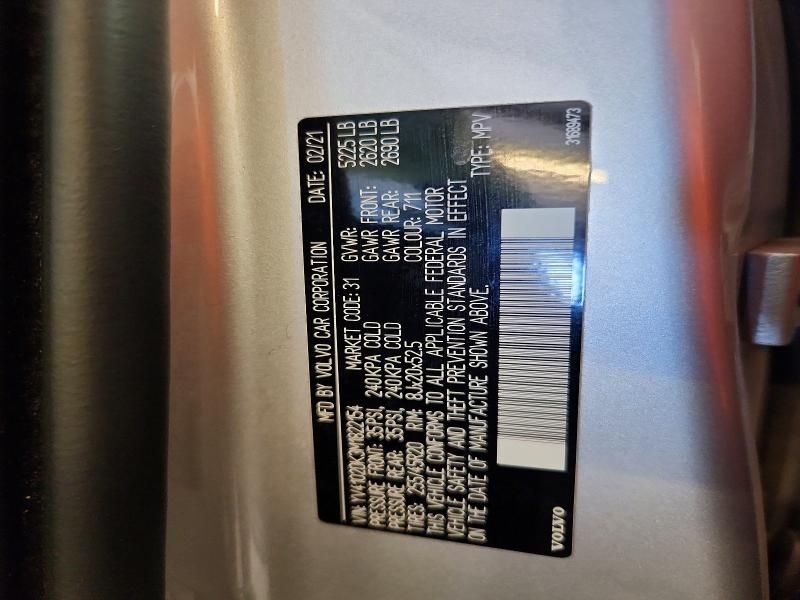 MFD BY VOLVO CAR CORPORATION DATE: 02/21
VIN: YV4102DK3M1822154 MARKET CODE: 31 GVWR: 5225 LB
PRESSURE FRONT: 35PSI, 240KPA COLD GAWR FRONT: 2620 LB
PRESSURE REAR: 35PSI, 240KPA COLD GAWR REAR: 2690 LB
TIRES: 255/45R20 RIM: 8Jx20x52.5 COLOUR: 711
THIS VEHICLE CONFORMS TO ALL APPLICABLE FEDERAL MOTOR
VEHICLE SAFETY AND THEFT PREVENTION STANDARDS IN EFFECT
ON THE DATE OF MANUFACTURE SHOWN ABOVE. TYPE: MPV
VOLVO 31689473